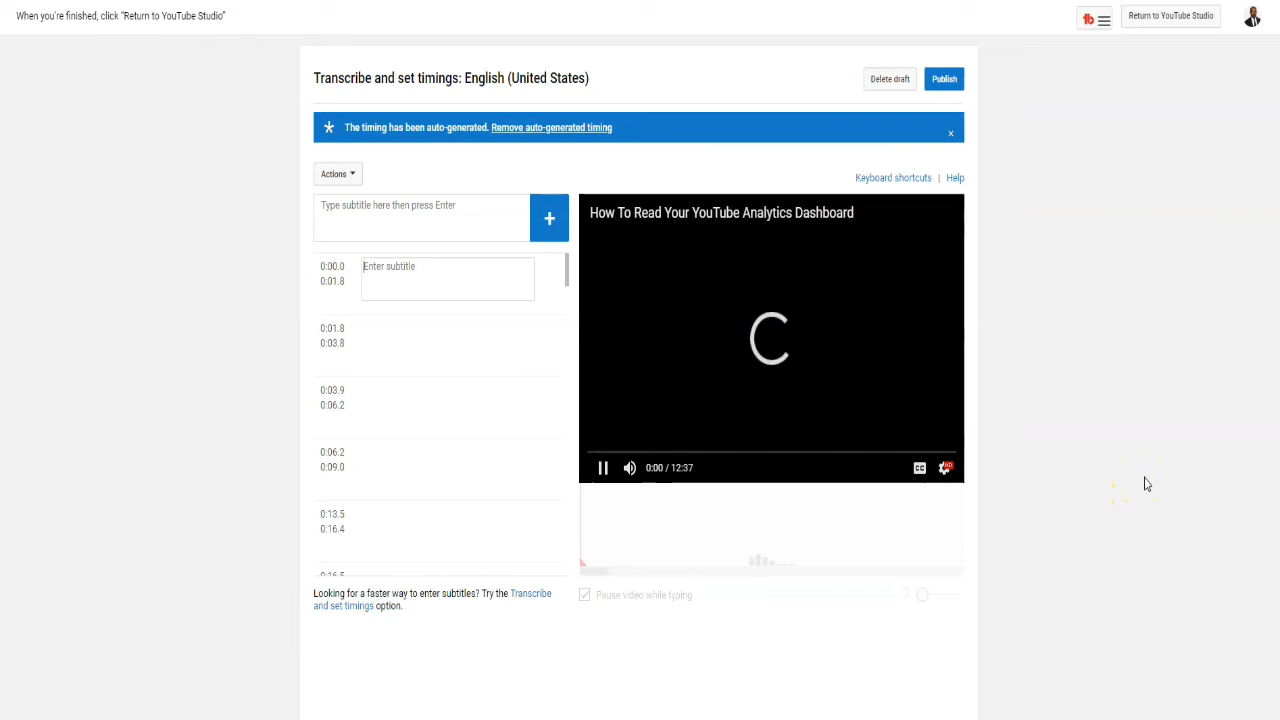 When you're finished, click "Return to YouTube Studio"
Return to YouTube Studio
Transcribe and set timings: English (United States)
Delete draft
Publish
The timing has been auto-generated. Remove auto-generated timing
x
Actions
Keyboard shortcuts | Help
Type subtitle here then press Enter
+
How To Read Your YouTube Analytics Dashboard
0:00.0
Enter subtitle
0:01.8
0:01.8
0:03.8
0:03.9
0:06.2
0:06.2
0:09.0
0:00 / 12:37
CC
HD
0:13.5
0:16.4
0:16.5
Looking for a faster way to enter subtitles? Try the Transcribe
and set timings option.
Pause video while typing